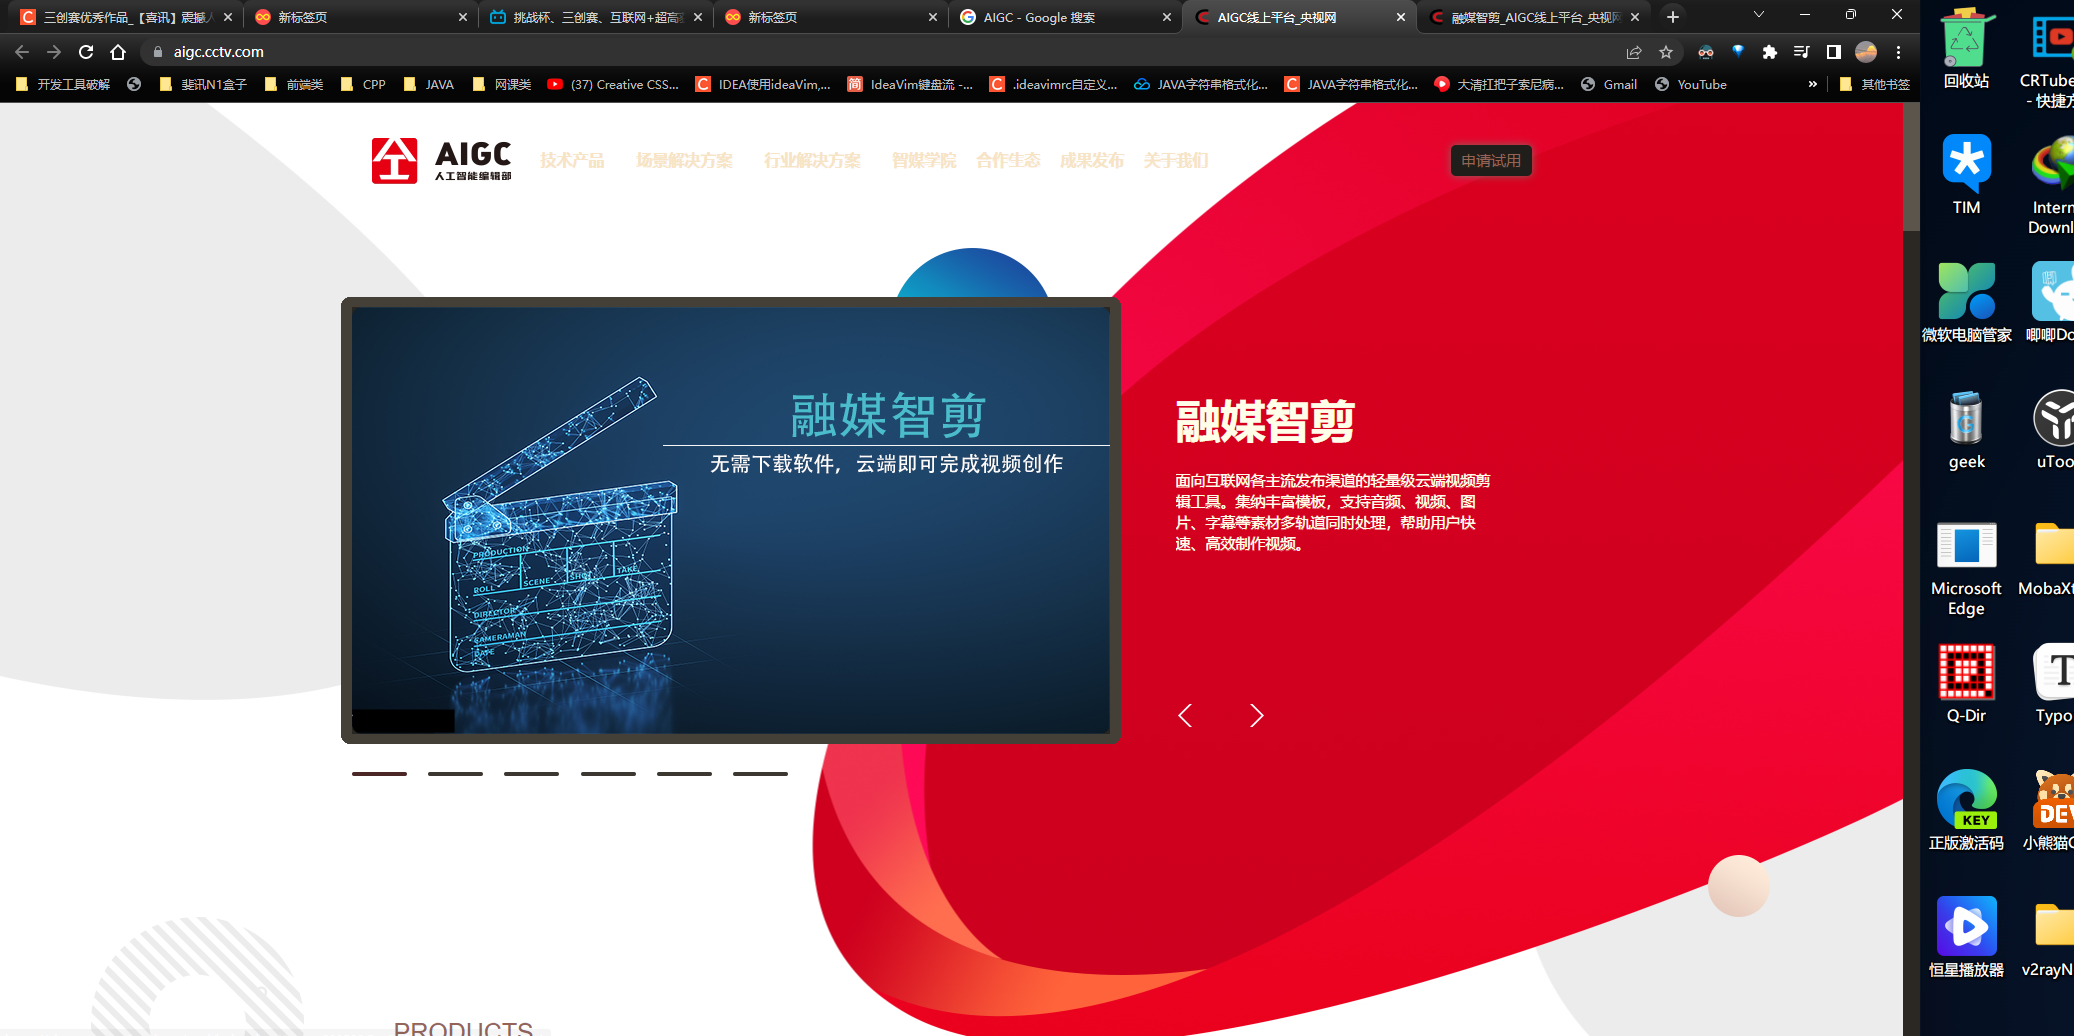 三创赛优秀作品_【喜讯】震撼
新标签页
挑战杯、三创赛、互联网+超高
新标签页
AIGC - Google 搜索
AIGC线上平台_央视网
融媒智剪_AIGC线上平台_央视网
aigc.cctv.com
开发工具破解
斐讯N1盒子
前端类
CPP
JAVA
网课类
(37) Creative CSS...
IDEA使用ideaVim,...
IdeaVim键盘流 -...
.ideavimrc自定义...
JAVA字符串格式化...
JAVA字符串格式化...
大清扛把子索尼病...
Gmail
YouTube
»
其他书签
AIGC
人工智能编辑部
技术产品
场景解决方案
行业解决方案
智媒学院
合作生态
成果发布
关于我们
申请试用
融媒智剪
无需下载软件，云端即可完成视频创作
PRODUCTION
SCENE
SHOT
TAKE
ROLL
DIRECTOR
CAMERAMAN
DATE
融媒智剪
面向互联网各主流发布渠道的轻量级云端视频剪
辑工具。集纳丰富模板，支持音频、视频、图
片、字幕等素材多轨道同时处理，帮助用户快
速、高效制作视频。
PRODUCTS
回收站
CRTube
- 快捷方
TIM
Intern
Downl
微软电脑管家
唧唧Do
geek
uToo
Microsoft
Edge
MobaXt
Q-Dir
Typo
KEY
正版激活码
DEV
小熊猫C
恒星播放器
v2rayN